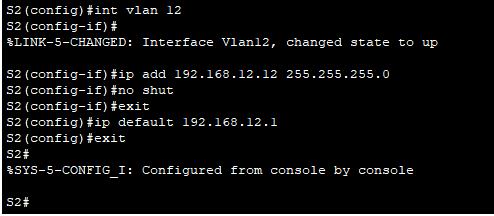 S2(config)#int vlan 12
S2(config-if)#
%LINK-5-CHANGED: Interface Vlan12, changed state to up
S2(config-if)#ip add 192.168.12.12 255.255.255.0
S2(config-if)#no shut
S2(config-if)#exit
S2(config)#ip default 192.168.12.1
S2(config)#exit
S2#
%SYS-5-CONFIG_I: Configured from console by console
S2#